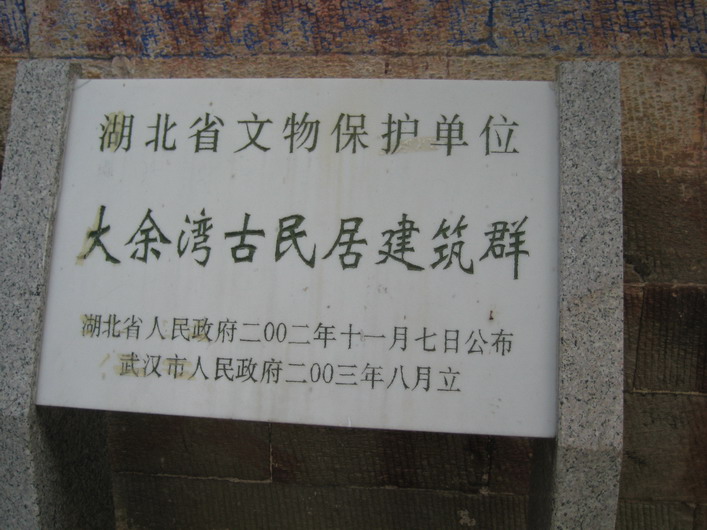 湖北省文物保护单位
大余湾古民居建筑群
湖北省人民政府二00二年十一月七日公布
武汉市人民政府二00三年八月立